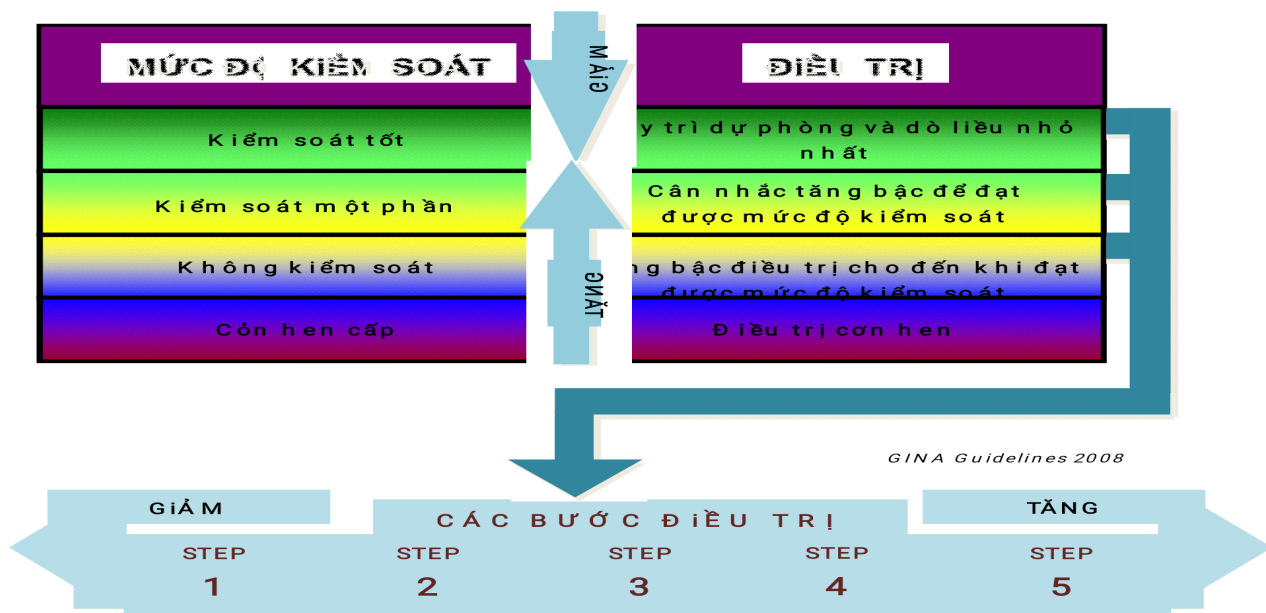 MỨC ĐỘ KiỂM SOÁT
GIẢM
ĐiỀU TRỊ
Kiểm soát tốt
y trì dự phòng và dò liều nhỏ
nhất
Kiểm soát một phần
Cân nhắc tăng bậc để đạt
được mức độ kiểm soát
Không kiểm soát
TĂNG
ng bậc điều trị cho đến khi đạt
được mức độ kiểm soát
Cỏn hen cấp
Điều trị cơn hen
GINA Guidelines 2008
GiẢM
CÁC BƯỚC ĐiỀU TRỊ
TĂNG
STEP STEP STEP STEP STEP
1 2 3 4 5